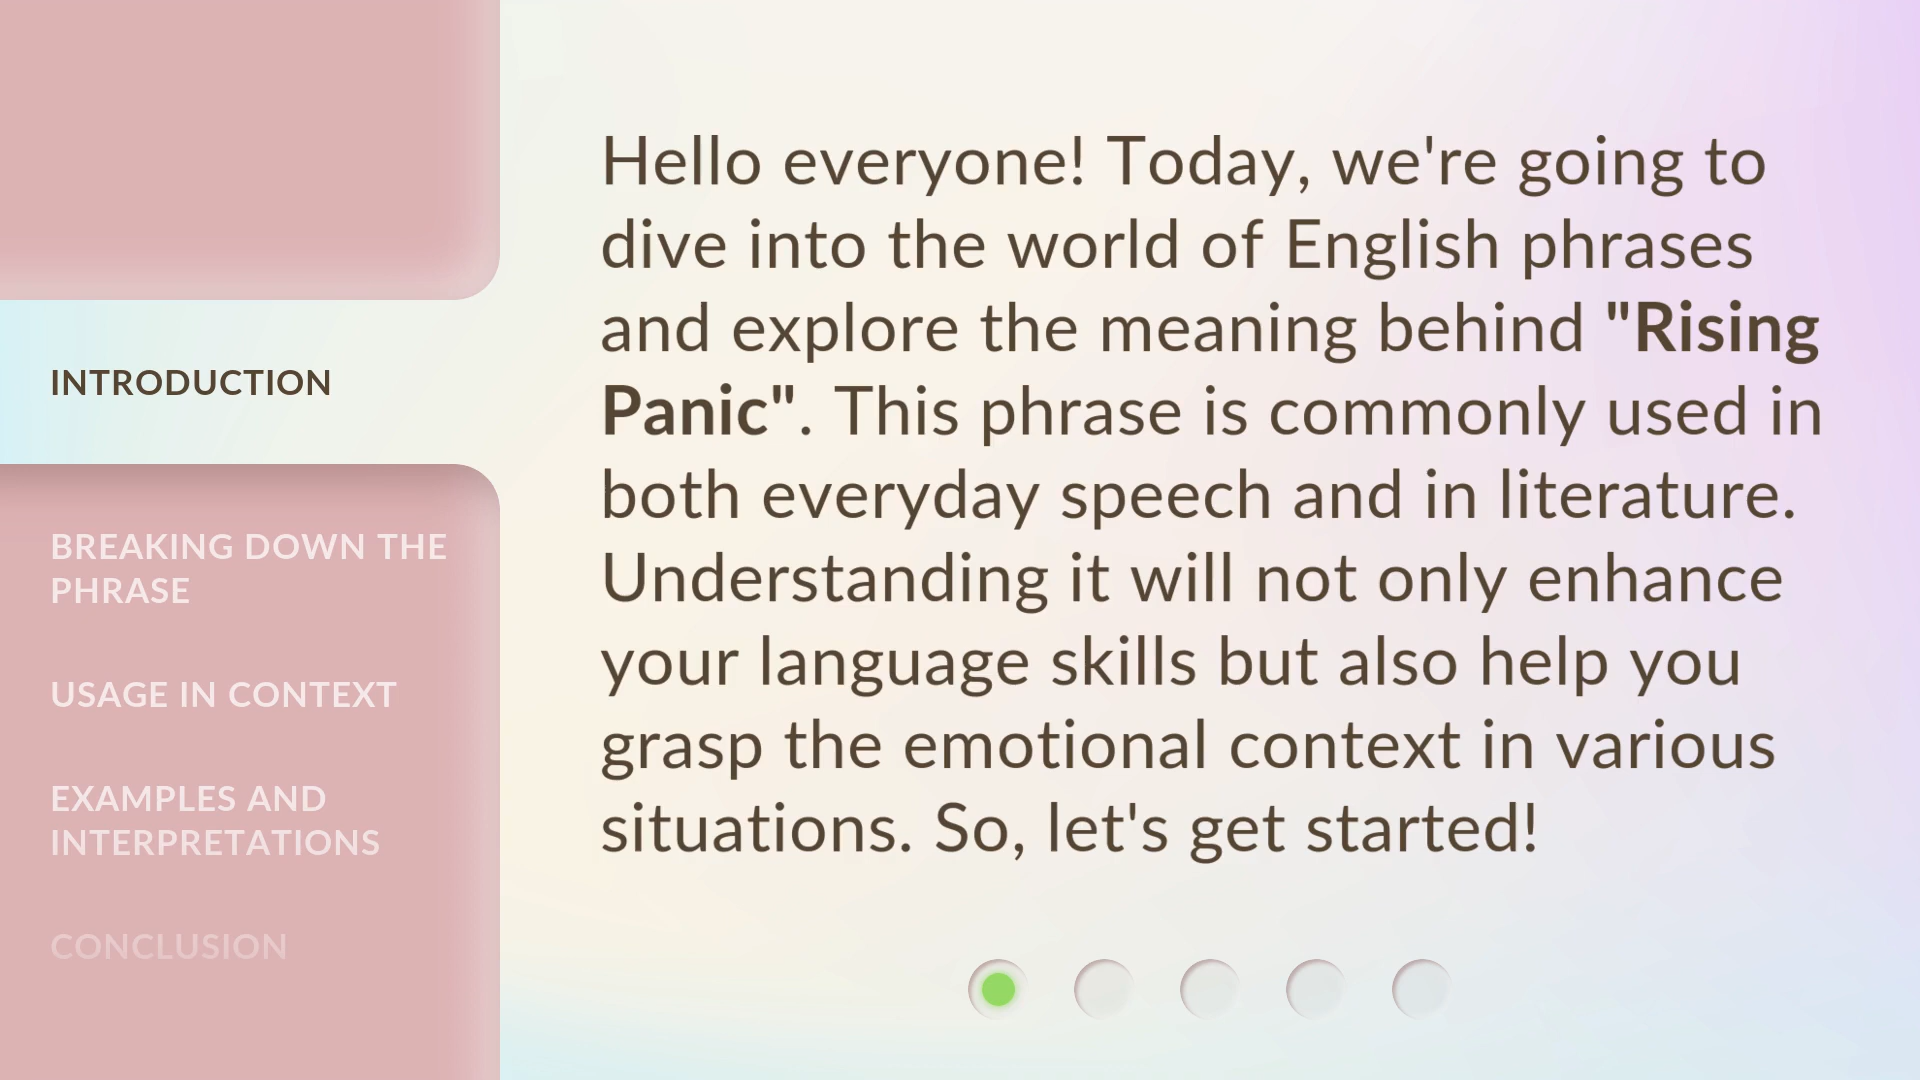 INTRODUCTION
BREAKING DOWN THE
PHRASE
USAGE IN CONTEXT
EXAMPLES AND
INTERPRETATIONS
CONCLUSION
Hello everyone! Today, we're going to
dive into the world of English phrases
and explore the meaning behind "Rising
Panic". This phrase is commonly used in
both everyday speech and in literature.
Understanding it will not only enhance
your language skills but also help you
grasp the emotional context in various
situations. So, let's get started!